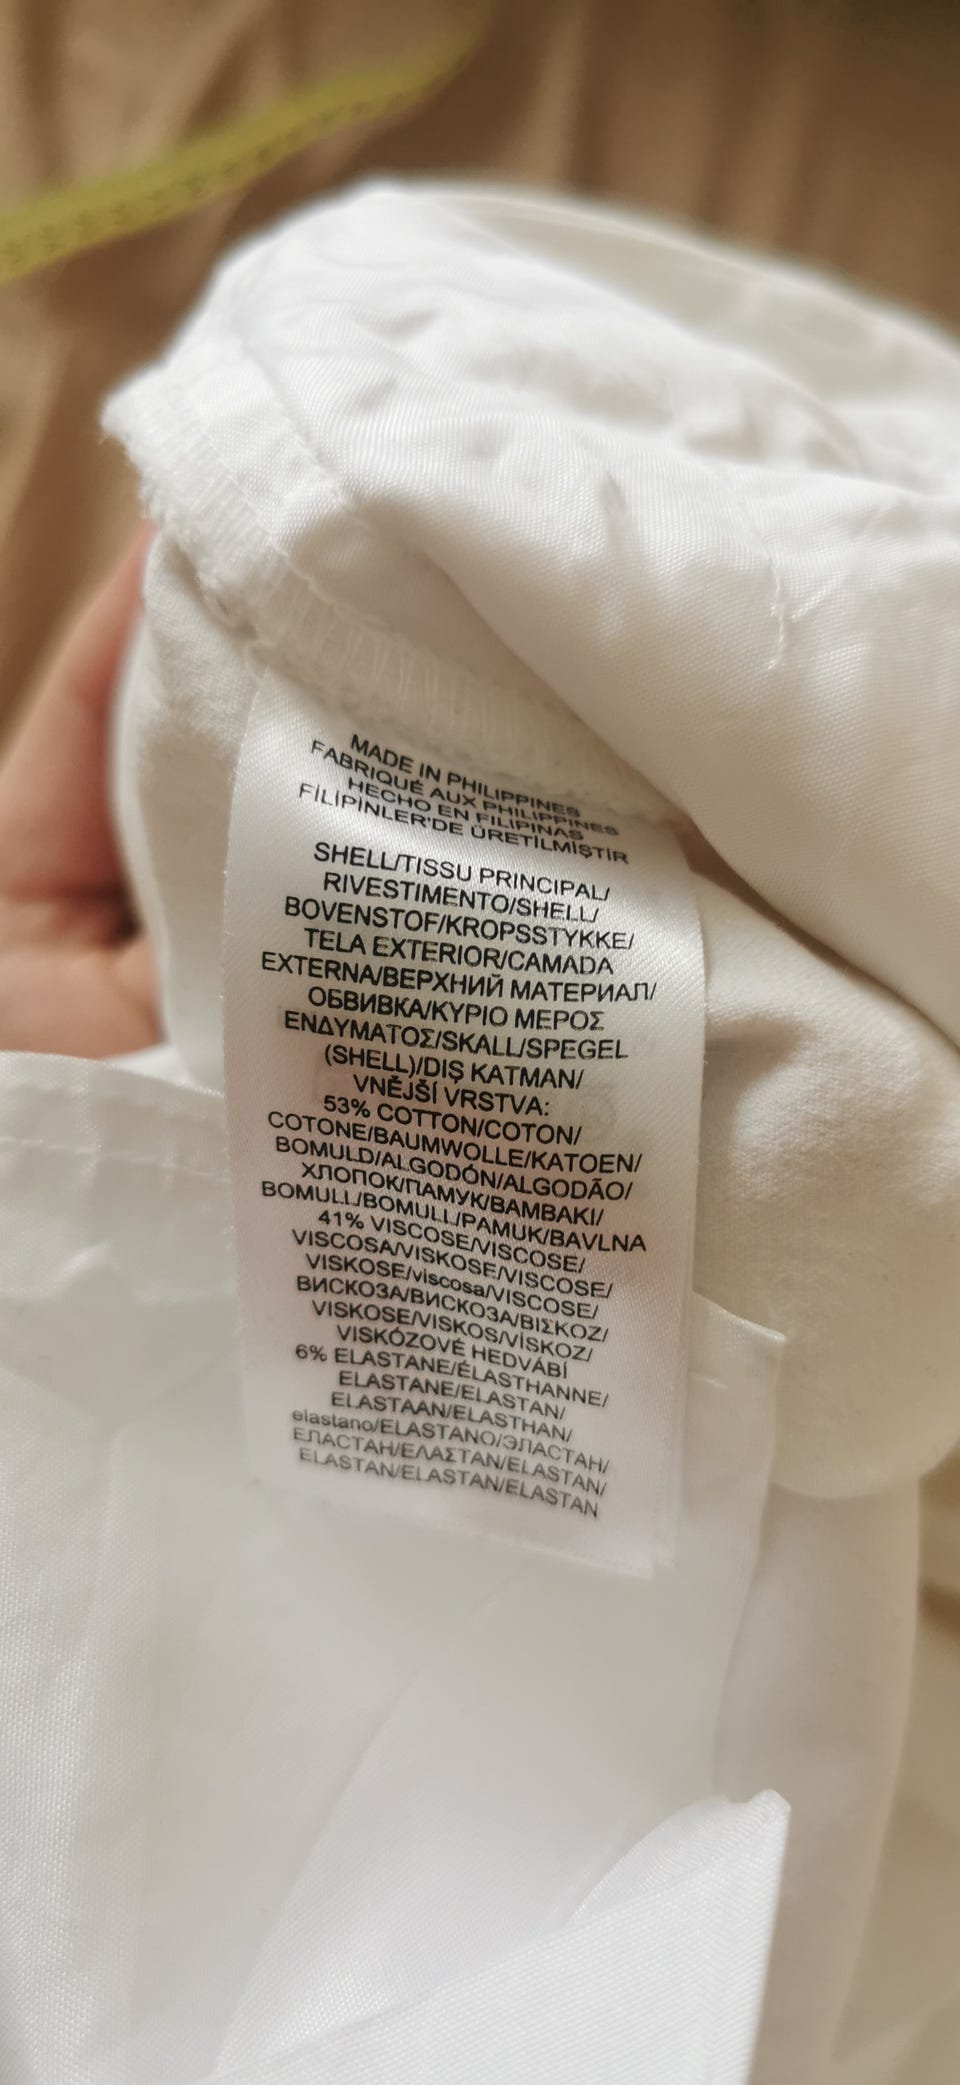 MADE IN PHILIPPINES
FABRIQUÉ AUX PHILIPPINES
HECHO EN FILIPINAS
FİLİPİNLER'DE ÜRETİLMİŞTİR
SHELL/TISSU PRINCIPAL/
RIVESTIMENTO/SHELL/
BOVENSTOF/KROPSSTYKKE/
TELA EXTERIOR/CAMADA
EXTERNA/ВЕРХНИЙ МАТЕРИАЛ/
ОБВИВКА/ΚΥΡΙΟ ΜΕΡΟΣ
ΕΝΔΥΜΑΤΟΣ/SKALL/SPEGEL
(SHELL)/DIŞ KATMAN/
VNĚJŠÍ VRSTVA:
53% COTTON/COTON/
COTONE/BAUMWOLLE/KATOEN/
BOMULD/ALGODÓN/ALGODÃO/
ХЛОПОК/ПАМУК/BAMBAKI/
BOMULL/BOMULL/PAMUK/BAVLNA
41% VISCOSE/VISCOSE/
VISCOSA/VISKOSE/VISCOSE/
VISKOSE/viscosa/VISCOSE/
ВИСКОЗА/ВИСКОЗА/ΒΙΣΚΟΖ/
VISKOSE/VISKOS/VİSKOZ/
VISKÓZOVÉ HEDVÁBÍ
6% ELASTANE/ÉLASTHANNE/
ELASTANE/ELASTAN/
ELASTAAN/ELASTHAN/
elastano/ELASTANO/ЭЛАСТАН/
ЕЛАСТАН/ΕΛΑΣΤΑΝ/ELASTAN/
ELASTAN/ELASTAN/ELASTAN